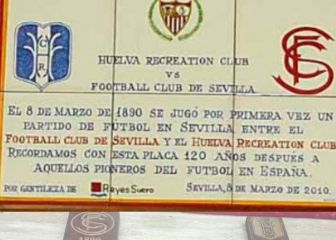 HUELVA RECREATION CLUB
VS
FOOTBALL CLUB DE SEVILLA
EL 8 DE MARZO DE 1890 SE JUGÓ POR PRIMERA VEZ UN
PARTIDO DE FÚTBOL EN SEVILLA, ENTRE EL
FOOTBALL CLUB DE SEVILLA Y EL HUELVA RECREATION CLUB
RECORDAMOS CON ESTA PLACA 120 AÑOS DESPUES A
AQUELLOS PIONEROS DEL FUTBOL EN ESPAÑA.
POR GENTILEZA DE Reyes Suero SEVILLA, 8 DE MARZO DE 2010.
1890